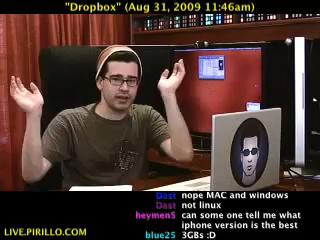 "Dropbox" (Aug 31, 2009 11:46am)
Dast nope MAC and windows
Dast not linux
heymen5 can some one tell me what
iphone version is the best
LIVE.PIRILLO.COM blue25 3GBs :D